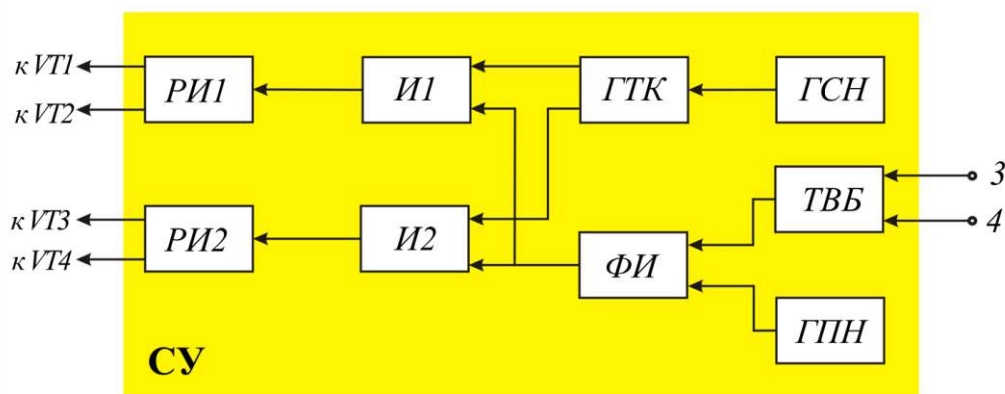 к VT1
к VT2
РИ1
И1
ГТК
ГСН
ТВБ
3
4
к VT3
к VT4
РИ2
И2
ФИ
ГПН
СУ